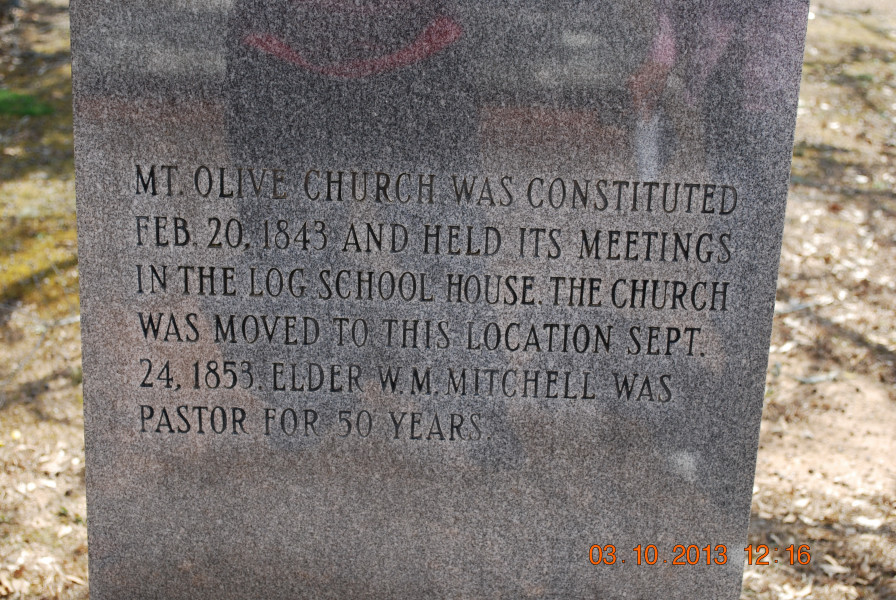 MT. OLIVE CHURCH WAS CONSTITUTED
FEB. 20, 1843 AND HELD ITS MEETINGS
IN THE LOG SCHOOL HOUSE. THE CHURCH
WAS MOVED TO THIS LOCATION SEPT.
24, 1853. ELDER W.M. MITCHELL WAS
PASTOR FOR 50 YEARS.
03.10.2013 12:16